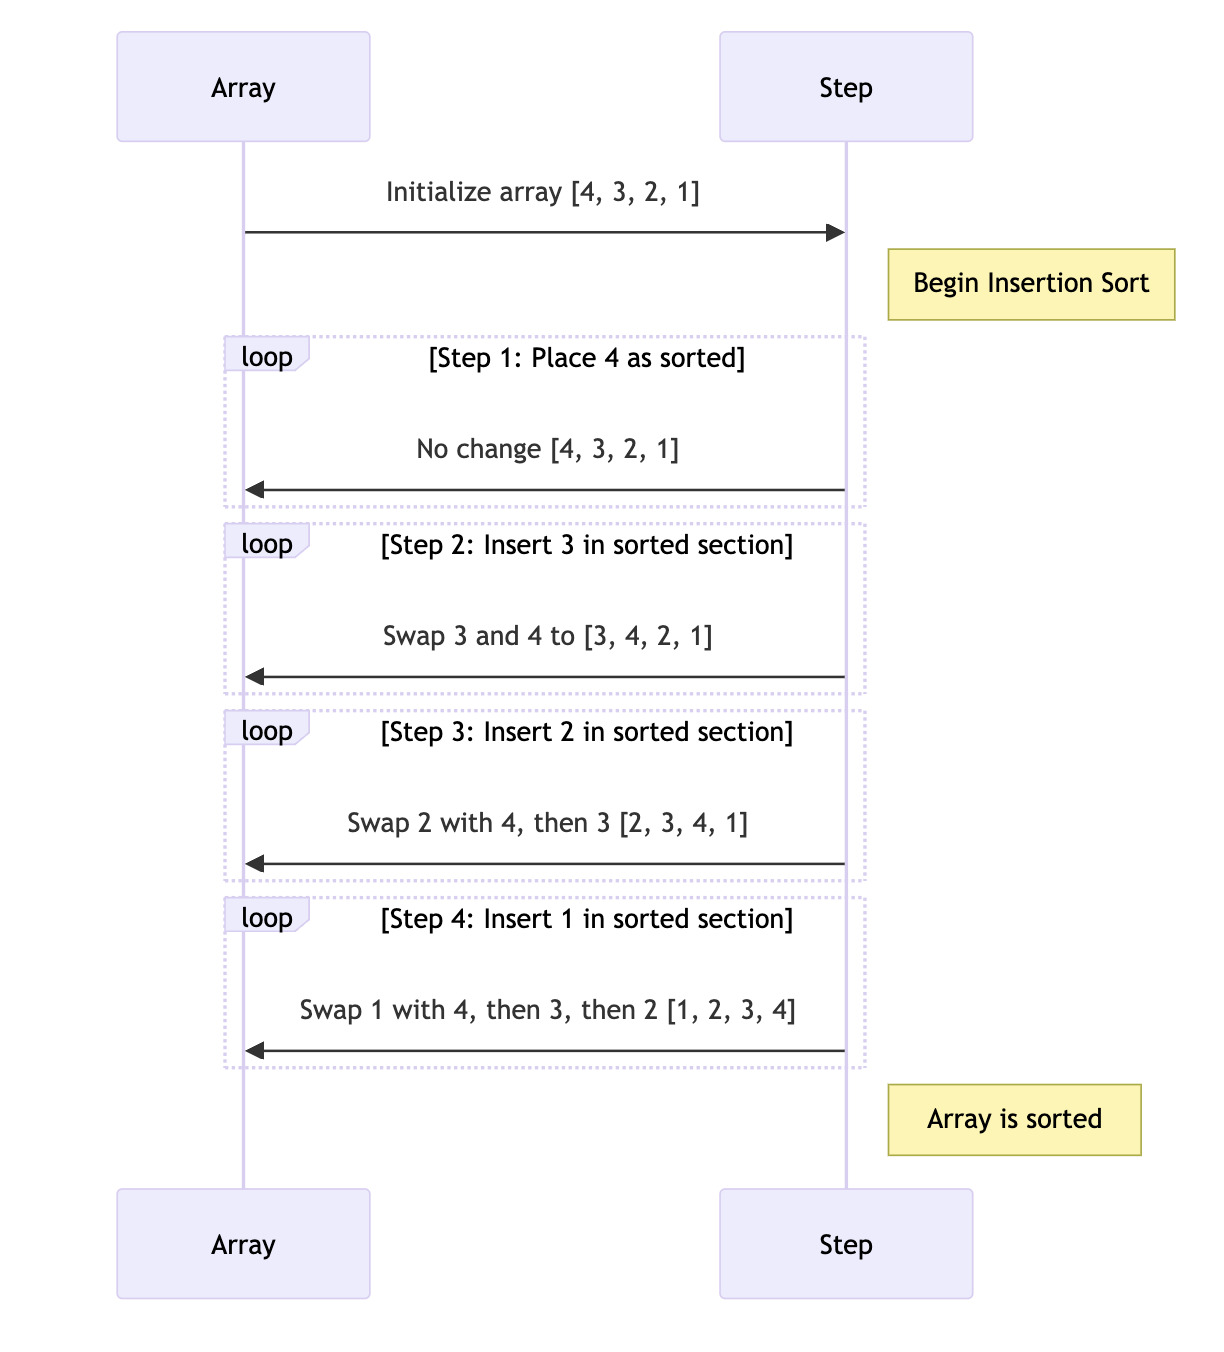 Array
Step
Initialize array [4, 3, 2, 1]
Begin Insertion Sort
loop
[Step 1: Place 4 as sorted]
No change [4, 3, 2, 1]
loop
[Step 2: Insert 3 in sorted section]
Swap 3 and 4 to [3, 4, 2, 1]
loop
[Step 3: Insert 2 in sorted section]
Swap 2 with 4, then 3 [2, 3, 4, 1]
loop
[Step 4: Insert 1 in sorted section]
Swap 1 with 4, then 3, then 2 [1, 2, 3, 4]
Array is sorted
Array
Step